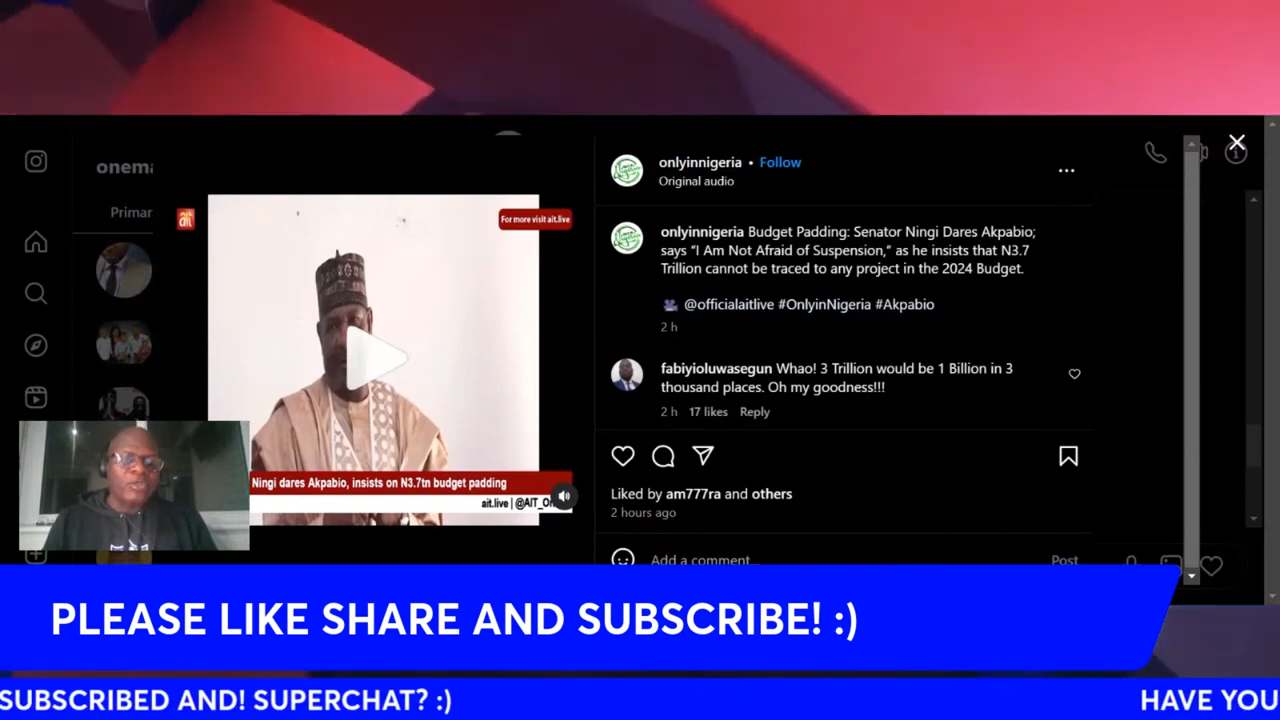 onema
Primar
ait
For more visit ait.live
Ningi dares Akpabio, insists on N3.7tn budget padding
ait.live | @AIT_On
onlyinnigeria • Follow
Original audio
onlyinnigeria Budget Padding: Senator Ningi Dares Akpabio;
says “I Am Not Afraid of Suspension,” as he insists that N3.7
Trillion cannot be traced to any project in the 2024 Budget.
@officialaitlive #OnlyinNigeria #Akpabio
2 h
fabiyioluwasegun Whao! 3 Trillion would be 1 Billion in 3
thousand places. Oh my goodness!!!
2 h 17 likes Reply
Liked by am777ra and others
2 hours ago
Add a comment...
Post
PLEASE LIKE SHARE AND SUBSCRIBE! :)
SUBSCRIBED AND! SUPERCHAT? :)
HAVE YOU